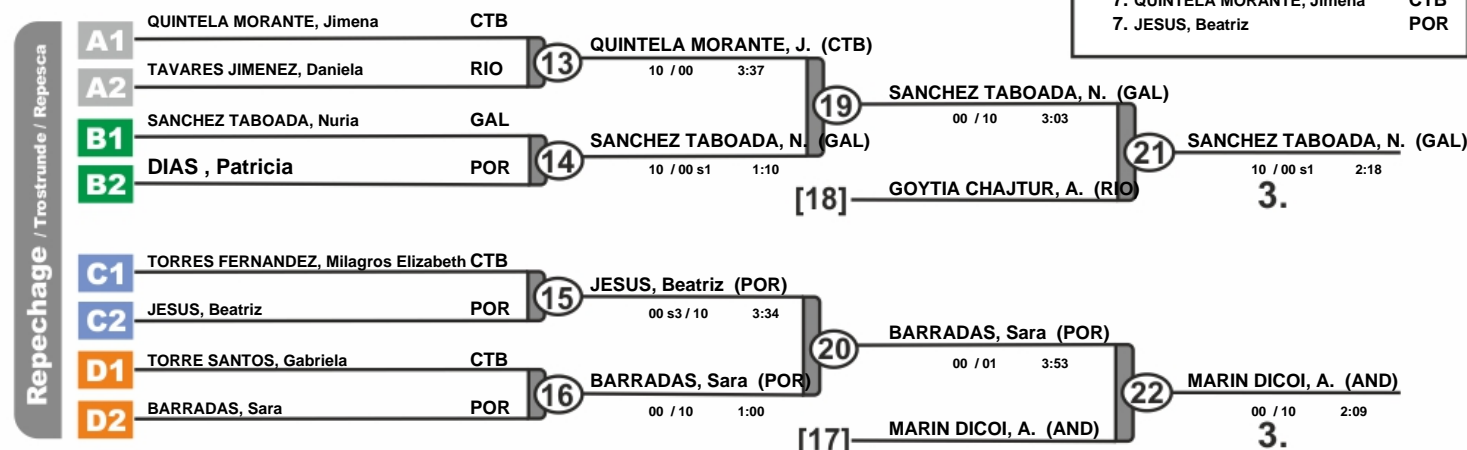 7. QUINTELA MORANTE, Jimena CTB
7. JESUS, Beatriz POR
Repechage / Trostrunde / Repesca
A1 QUINTELA MORANTE, Jimena CTB
A2 TAVARES JIMENEZ, Daniela RIO
13 QUINTELA MORANTE, J. (CTB)
10 / 00 3:37
B1 SANCHEZ TABOADA, Nuria GAL
B2 DIAS , Patricia POR
14 SANCHEZ TABOADA, N. (GAL)
10 / 00 s1 1:10
19 SANCHEZ TABOADA, N. (GAL)
00 / 10 3:03
[18] GOYTIA CHAJTUR, A. (RIO)
21 SANCHEZ TABOADA, N. (GAL)
10 / 00 s1 2:18
3.
C1 TORRES FERNANDEZ, Milagros Elizabeth CTB
C2 JESUS, Beatriz POR
15 JESUS, Beatriz (POR)
00 s3 / 10 3:34
D1 TORRE SANTOS, Gabriela CTB
D2 BARRADAS, Sara POR
16 BARRADAS, Sara (POR)
00 / 10 1:00
20 BARRADAS, Sara (POR)
00 / 01 3:53
[17] MARIN DICOI, A. (AND)
22 MARIN DICOI, A. (AND)
00 / 10 2:09
3.